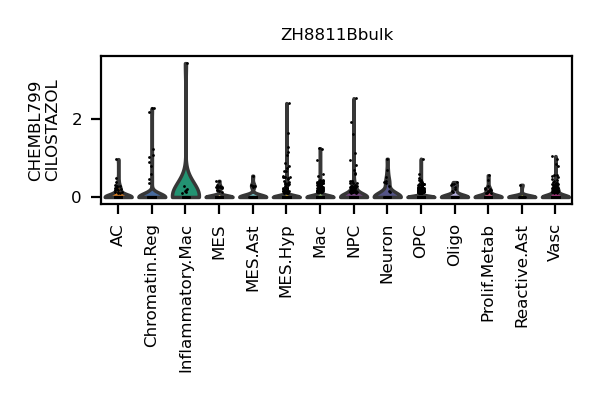 ZH8811Bbulk
CHEMBL799
CILOSTAZOL
2
0
AC
Chromatin.Reg
Inflammatory.Mac
MES
MES.Ast
MES.Hyp
Mac
NPC
Neuron
OPC
Oligo
Prolif.Metab
Reactive.Ast
Vasc